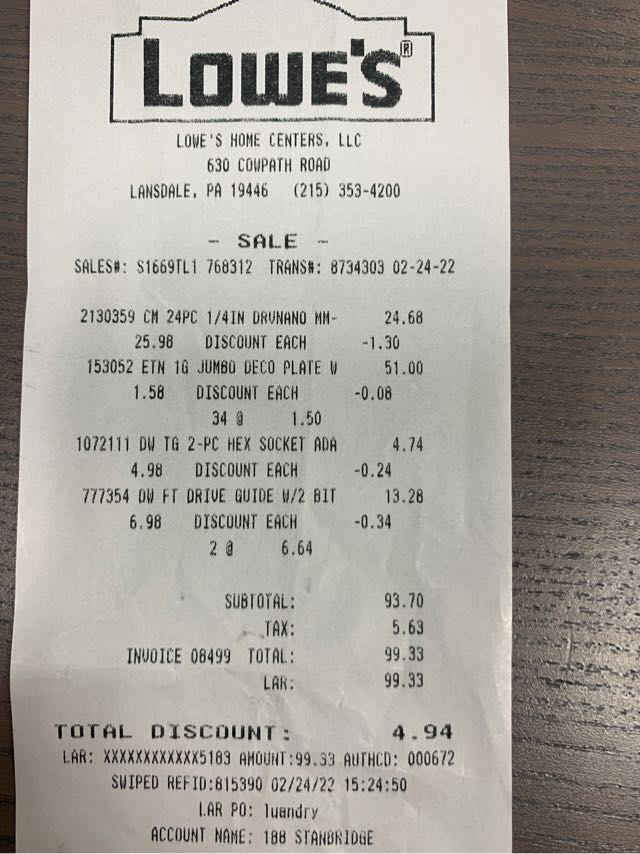 LOWE'S®
LOWE'S HOME CENTERS, LLC
630 COWPATH ROAD
LANSDALE, PA 19446 (215) 353-4200
- SALE -
SALES#: S1669TL1 768312 TRANS#: 8734303 02-24-22
2130359 CM 24PC 1/4IN DRVNANO MM- 24.68
25.98 DISCOUNT EACH -1.30
153052 ETN 1G JUMBO DECO PLATE W 51.00
1.58 DISCOUNT EACH -0.08
34 @ 1.50
1072111 DW TG 2-PC HEX SOCKET ADA 4.74
4.98 DISCOUNT EACH -0.24
777354 DW FT DRIVE GUIDE W/2 BIT 13.28
6.98 DISCOUNT EACH -0.34
2 @ 6.64
SUBTOTAL: 93.70
TAX: 5.63
INVOICE 08499 TOTAL: 99.33
LAR: 99.33
TOTAL DISCOUNT: 4.94
LAR: XXXXXXXXXXXX5183 AMOUNT:99.33 AUTHCD: 000672
SWIPED REFID:815390 02/24/22 15:24:50
LAR PO: luandry
ACCOUNT NAME: 188 STANBRIDGE